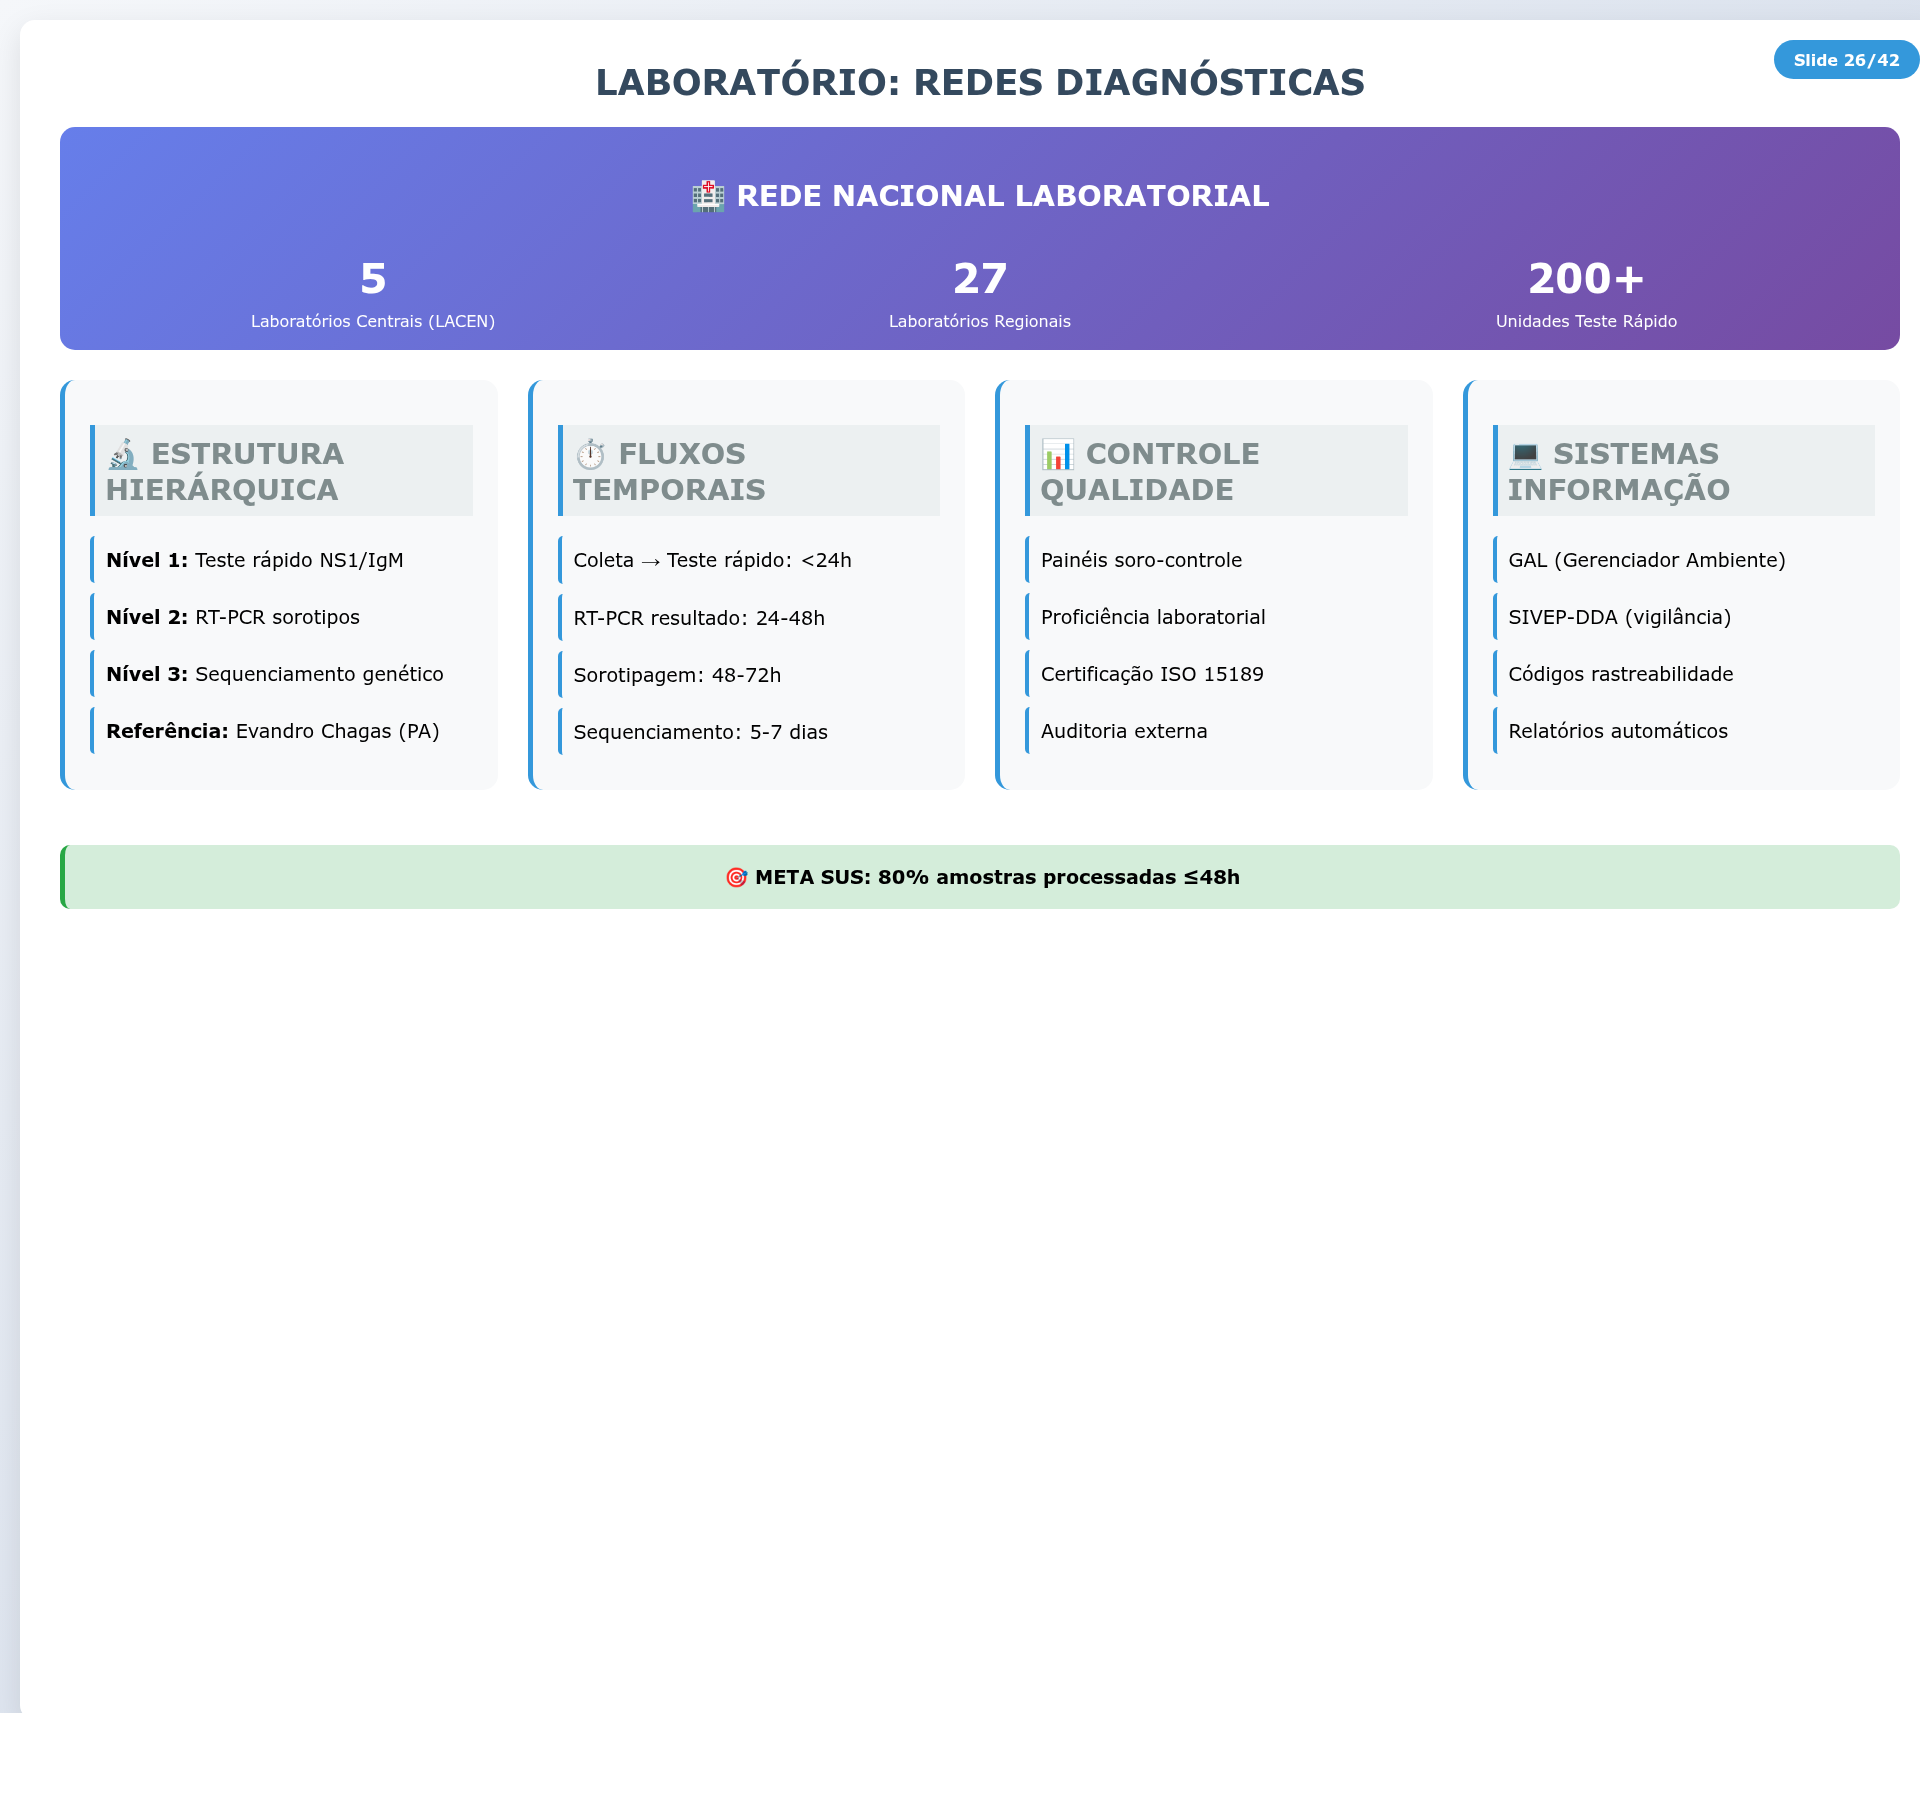 Slide 26/42
LABORATÓRIO: REDES DIAGNÓSTICAS
🏥 REDE NACIONAL LABORATORIAL
5
Laboratórios Centrais (LACEN)
27
Laboratórios Regionais
200+
Unidades Teste Rápido
🔬 ESTRUTURA
HIERÁRQUICA
Nível 1: Teste rápido NS1/IgM
Nível 2: RT-PCR sorotipos
Nível 3: Sequenciamento genético
Referência: Evandro Chagas (PA)
⏱️ FLUXOS
TEMPORAIS
Coleta → Teste rápido: <24h
RT-PCR resultado: 24-48h
Sorotipagem: 48-72h
Sequenciamento: 5-7 dias
📊 CONTROLE
QUALIDADE
Painéis soro-controle
Proficiência laboratorial
Certificação ISO 15189
Auditoria externa
💻 SISTEMAS
INFORMAÇÃO
GAL (Gerenciador Ambiente)
SIVEP-DDA (vigilância)
Códigos rastreabilidade
Relatórios automáticos
🎯 META SUS: 80% amostras processadas ≤48h